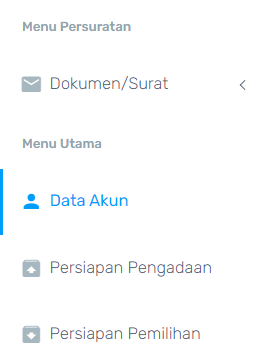 Menu Persuratan
Dokumen/Surat
Menu Utama
Data Akun
Persiapan Pengadaan
Persiapan Pemilihan